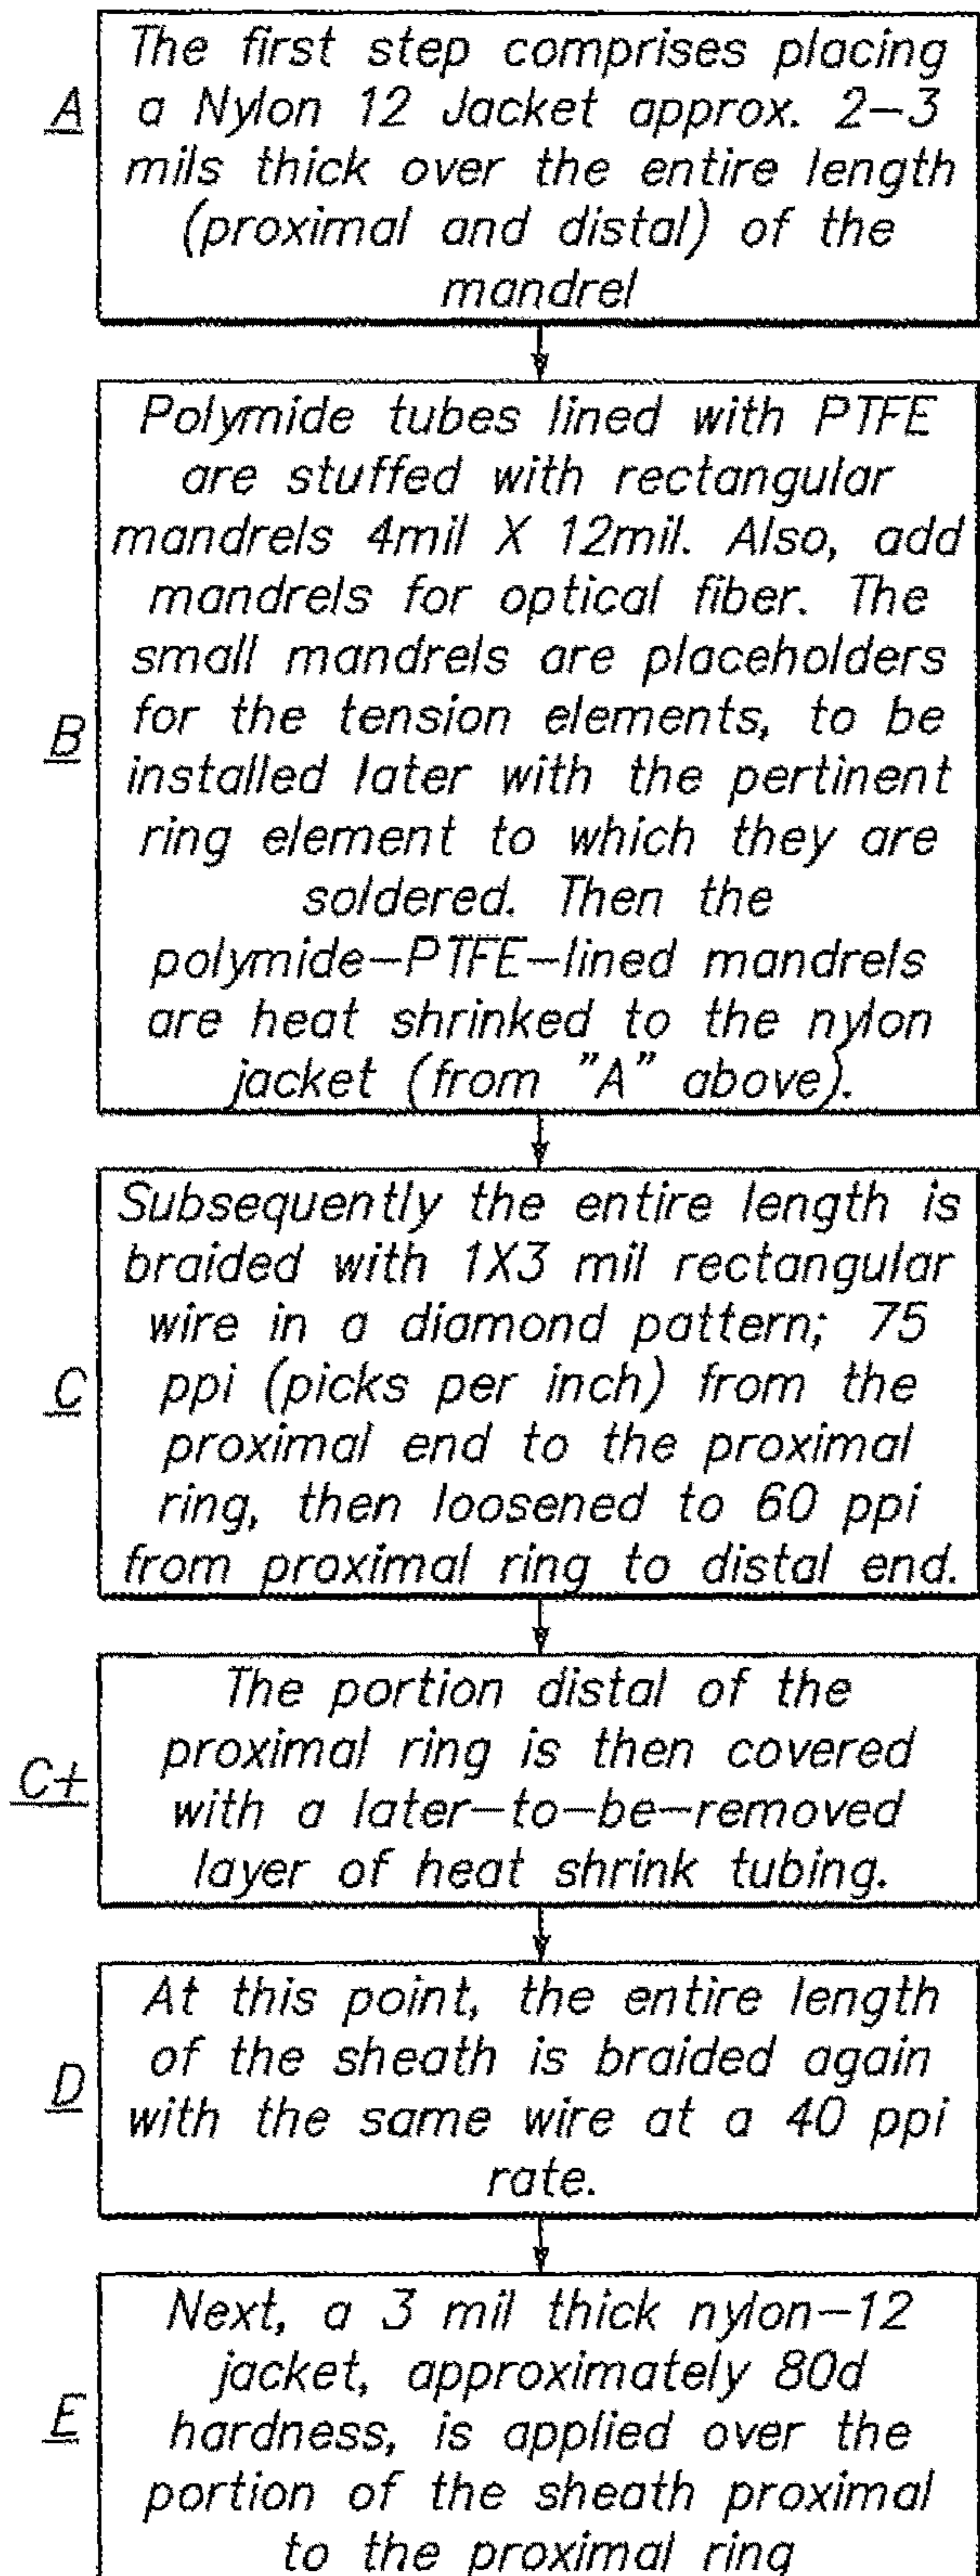 A
The first step comprises placing
a Nylon 12 Jacket approx. 2-3
mils thick over the entire length
(proximal and distal) of the
mandrel
B
Polymide tubes lined with PTFE
are stuffed with rectangular
mandrels 4mil X 12mil. Also, add
mandrels for optical fiber. The
small mandrels are placeholders
for the tension elements, to be
installed later with the pertinent
ring element to which they are
soldered. Then the
polymide-PTFE-lined mandrels
are heat shrinked to the nylon
jacket (from "A" above).
C
Subsequently the entire length is
braided with 1X3 mil rectangular
wire in a diamond pattern; 75
ppi (picks per inch) from the
proximal end to the proximal
ring, then loosened to 60 ppi
from proximal ring to distal end.
C+
The portion distal of the
proximal ring is then covered
with a later-to-be-removed
layer of heat shrink tubing.
D
At this point, the entire length
of the sheath is braided again
with the same wire at a 40 ppi
rate.
E
Next, a 3 mil thick nylon-12
jacket, approximately 80d
hardness, is applied over the
portion of the sheath proximal
to the proximal ring